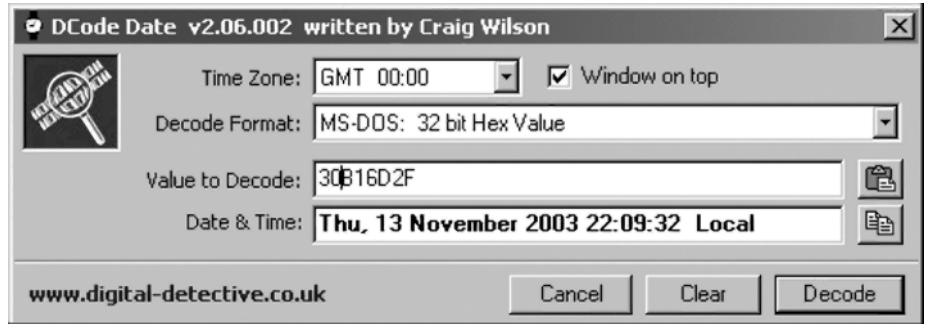 DCode Date v2.06.002 written by Craig Wilson
Time Zone: GMT 00:00 Window on top
Decode Format: MS-DOS: 32 bit Hex Value
Value to Decode: 30B16D2F
Date & Time: Thu, 13 November 2003 22:09:32 Local
www.digital-detective.co.uk Cancel Clear Decode